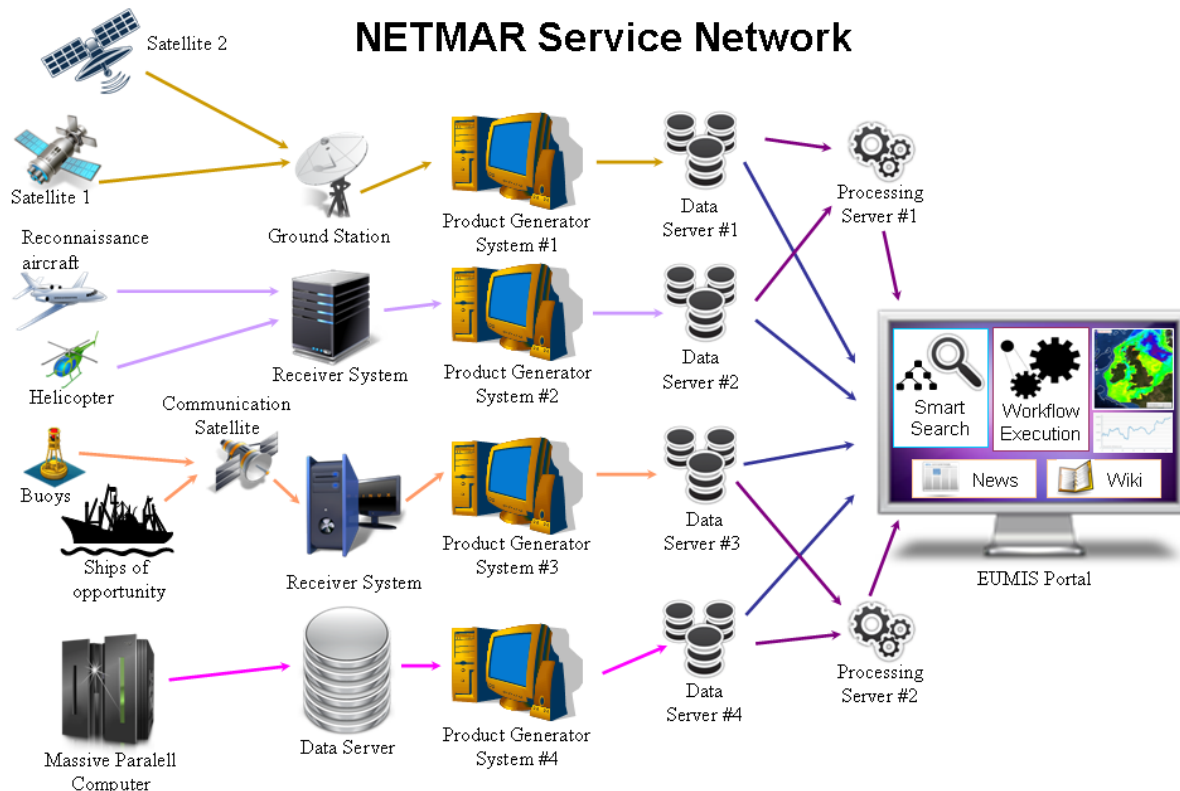 NETMAR Service Network
Satellite 2
Satellite 1
Ground Station
Product Generator
System #1
Data
Server #1
Processing
Server #1
Reconnaissance
aircraft
Helicopter
Receiver System
Product Generator
System #2
Data
Server #2
Communication
Satellite
Buoys
Ships of
opportunity
Receiver System
Product Generator
System #3
Data
Server #3
Smart
Search
Workflow
Execution
News
Wiki
EUMIS Portal
Massive Paralell
Computer
Data Server
Product Generator
System #4
Data
Server #4
Processing
Server #2